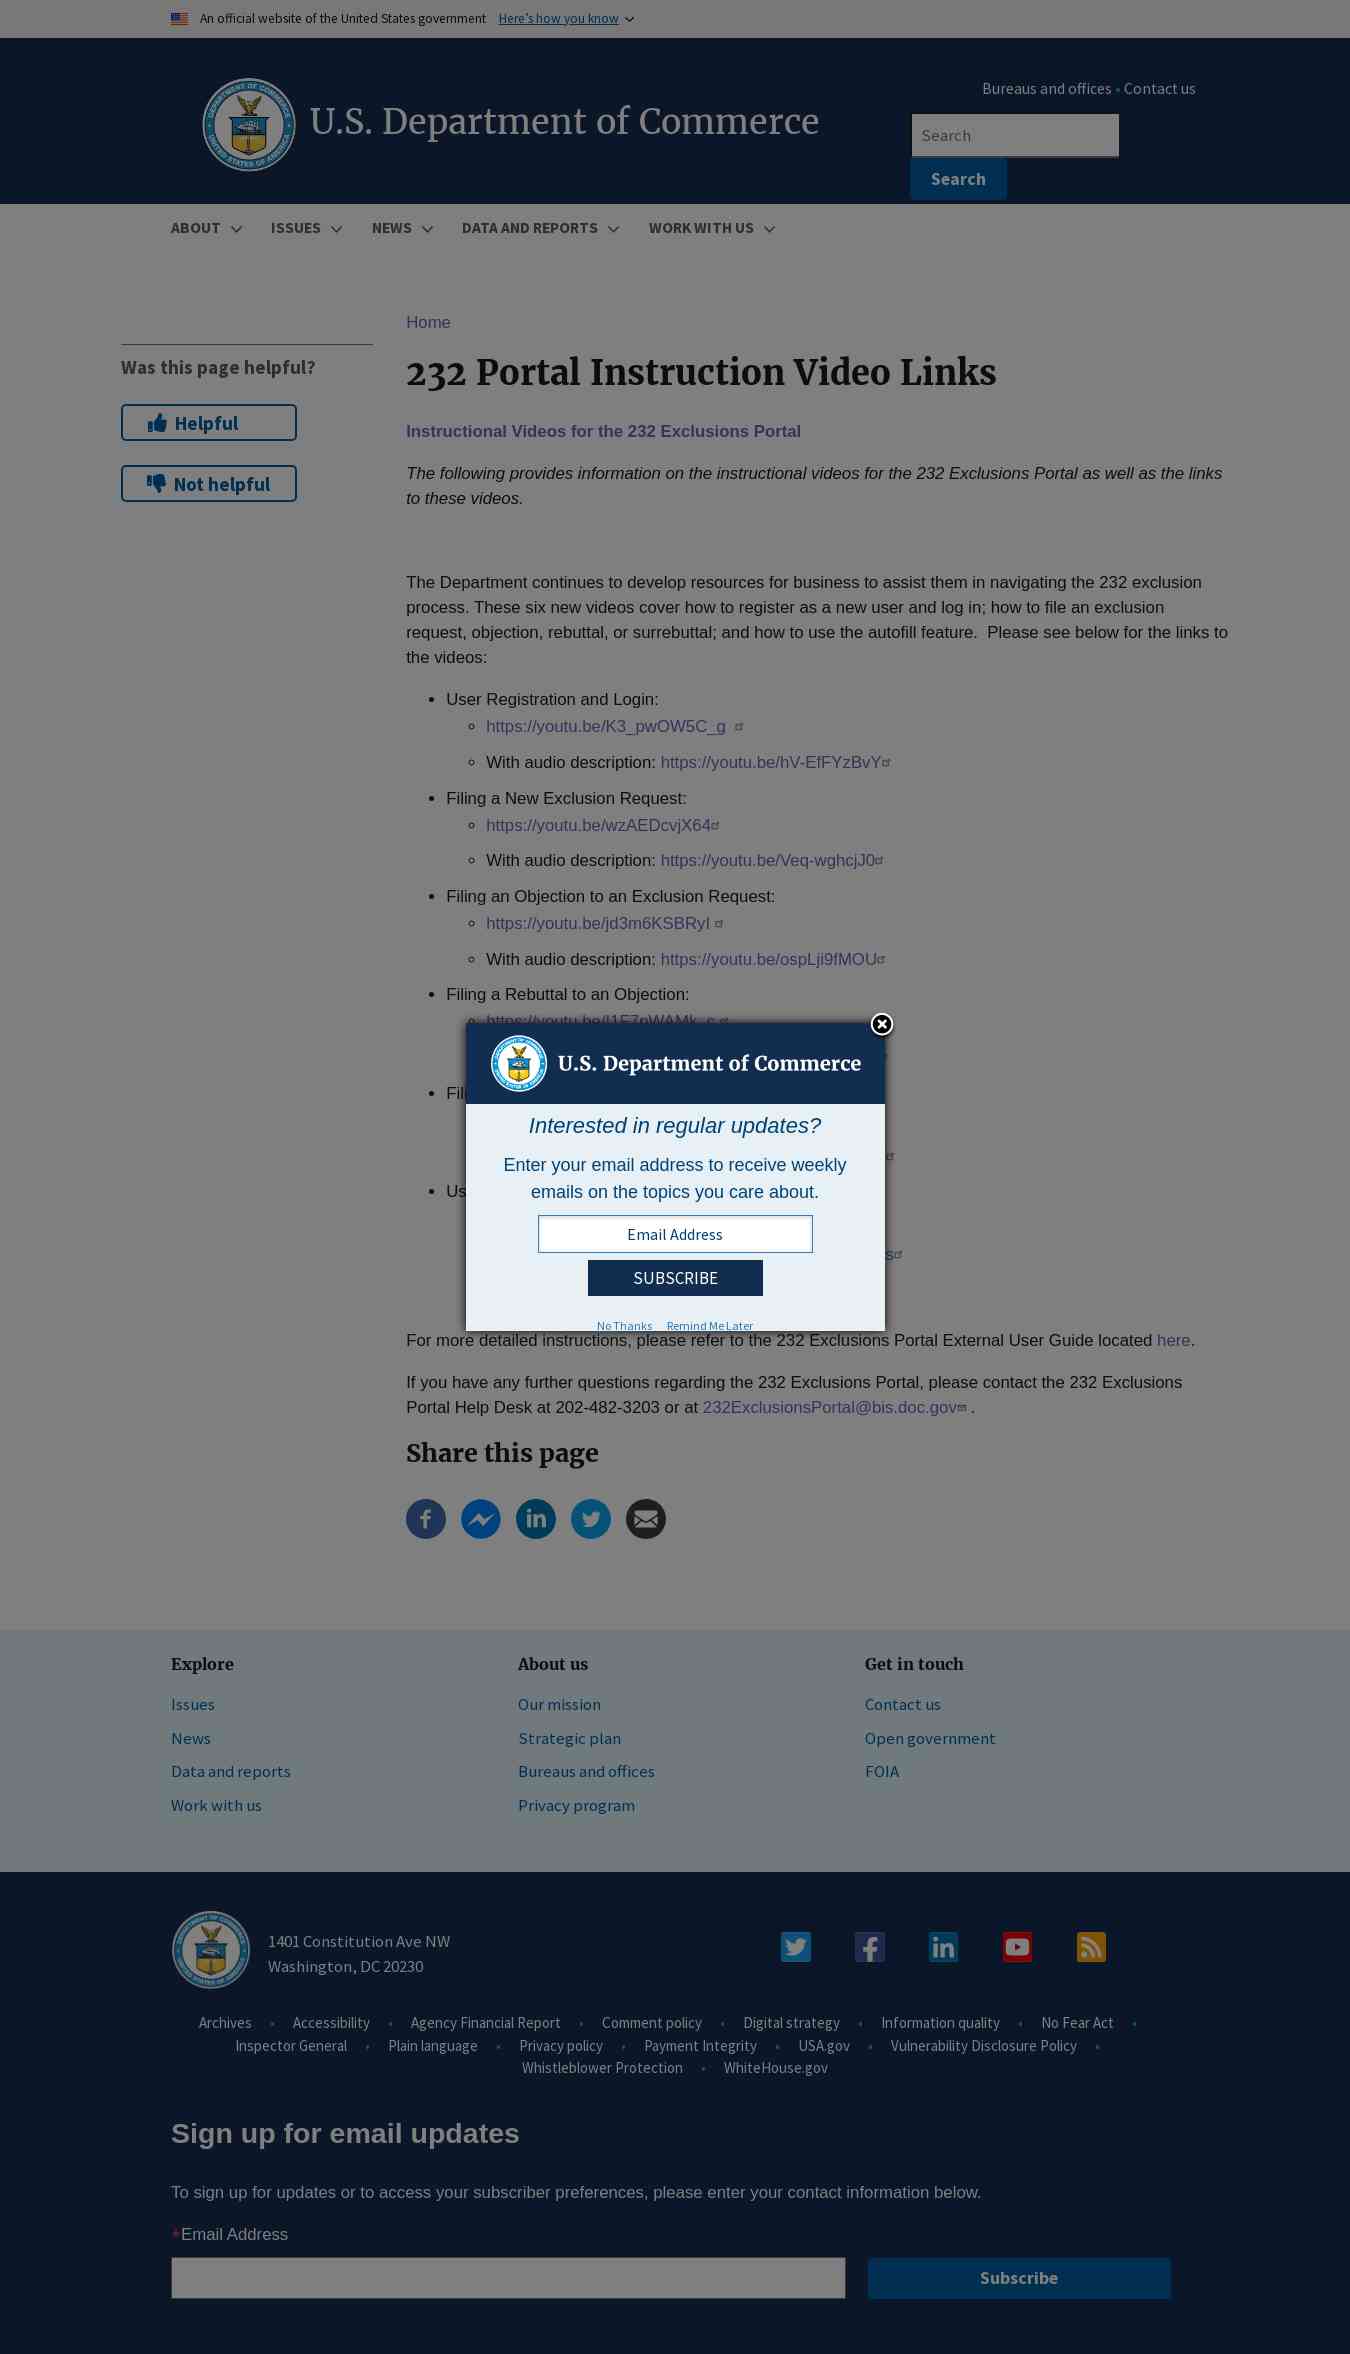 An official website of the United States government Here's how you know
U.S. Department of Commerce
Bureaus and offices • Contact us
Search
Search
ABOUT ISSUES NEWS DATA AND REPORTS WORK WITH US
Was this page helpful?
Helpful
Not helpful
Home
232 Portal Instruction Video Links
Instructional Videos for the 232 Exclusions Portal
The following provides information on the instructional videos for the 232 Exclusions Portal as well as the links
to these videos.
The Department continues to develop resources for business to assist them in navigating the 232 exclusion
process. These six new videos cover how to register as a new user and log in; how to file an exclusion
request, objection, rebuttal, or surrebuttal; and how to use the autofill feature. Please see below for the links to
the videos:
• User Registration and Login:
https://youtu.be/K3_pwOW5C_g
With audio description: https://youtu.be/hV-EfFYzBvY
• Filing a New Exclusion Request:
https://youtu.be/wzAEDcvjX64
With audio description: https://youtu.be/Veq-wghcjJ0
• Filing an Objection to an Exclusion Request:
https://youtu.be/jd3m6KSBRyI
With audio description: https://youtu.be/ospLji9fMOU
• Filing a Rebuttal to an Objection:
U.S. Department of Commerce
Interested in regular updates?
Enter your email address to receive weekly
emails on the topics you care about.
Email Address
SUBSCRIBE
No Thanks Remind Me Later
For more detailed instructions, please refer to the 232 Exclusions Portal External User Guide located here.
If you have any further questions regarding the 232 Exclusions Portal, please contact the 232 Exclusions
Portal Help Desk at 202-482-3203 or at 232ExclusionsPortal@bis.doc.gov .
Share this page
Explore
Issues
News
Data and reports
Work with us
About us
Our mission
Strategic plan
Bureaus and offices
Privacy program
Get in touch
Contact us
Open government
FOIA
1401 Constitution Ave NW
Washington, DC 20230
Archives • Accessibility • Agency Financial Report • Comment policy • Digital strategy • Information quality • No Fear Act •
Inspector General • Plain language • Privacy policy • Payment Integrity • USA.gov • Vulnerability Disclosure Policy •
Whistleblower Protection • WhiteHouse.gov
Sign up for email updates
To sign up for updates or to access your subscriber preferences, please enter your contact information below.
*Email Address
Subscribe